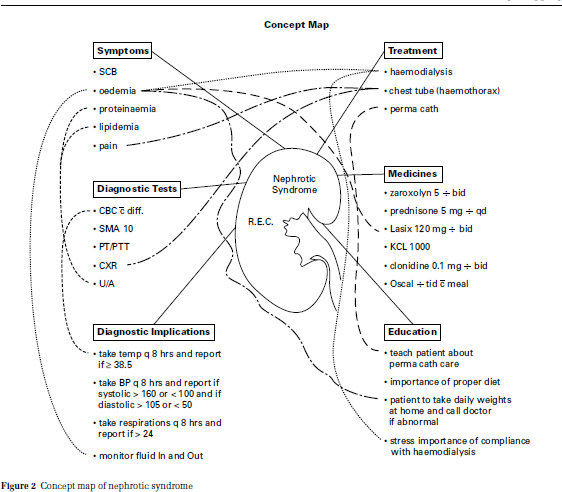 Concept Map
Symptoms
• SCB
• oedemia
• proteinaemia
• lipidemia
• pain
Diagnostic Tests
• CBC c̄ diff.
• SMA 10
• PT/PTT
• CXR
• U/A
Diagnostic Implications
• take temp q 8 hrs and report
if ≥ 38.5
• take BP q 8 hrs and report if
systolic > 160 or < 100 and if
diastolic > 105 or < 50
• take respirations q 8 hrs and
report if > 24
• monitor fluid In and Out
Nephrotic
Syndrome
R.E.C.
Treatment
• haemodialysis
• chest tube (haemothorax)
• perma cath
Medicines
• zaroxolyn 5 ÷ bid
• prednisone 5 mg ÷ qd
• Lasix 120 mg ÷ bid
• KCL 1000
• clonidine 0.1 mg ÷ bid
• Oscal ÷ tid c̄ meal
Education
• teach patient about
perma cath care
• importance of proper diet
• patient to take daily weights
at home and call doctor
if abnormal
• stress importance of compliance
with haemodialysis
Figure 2 Concept map of nephrotic syndrome